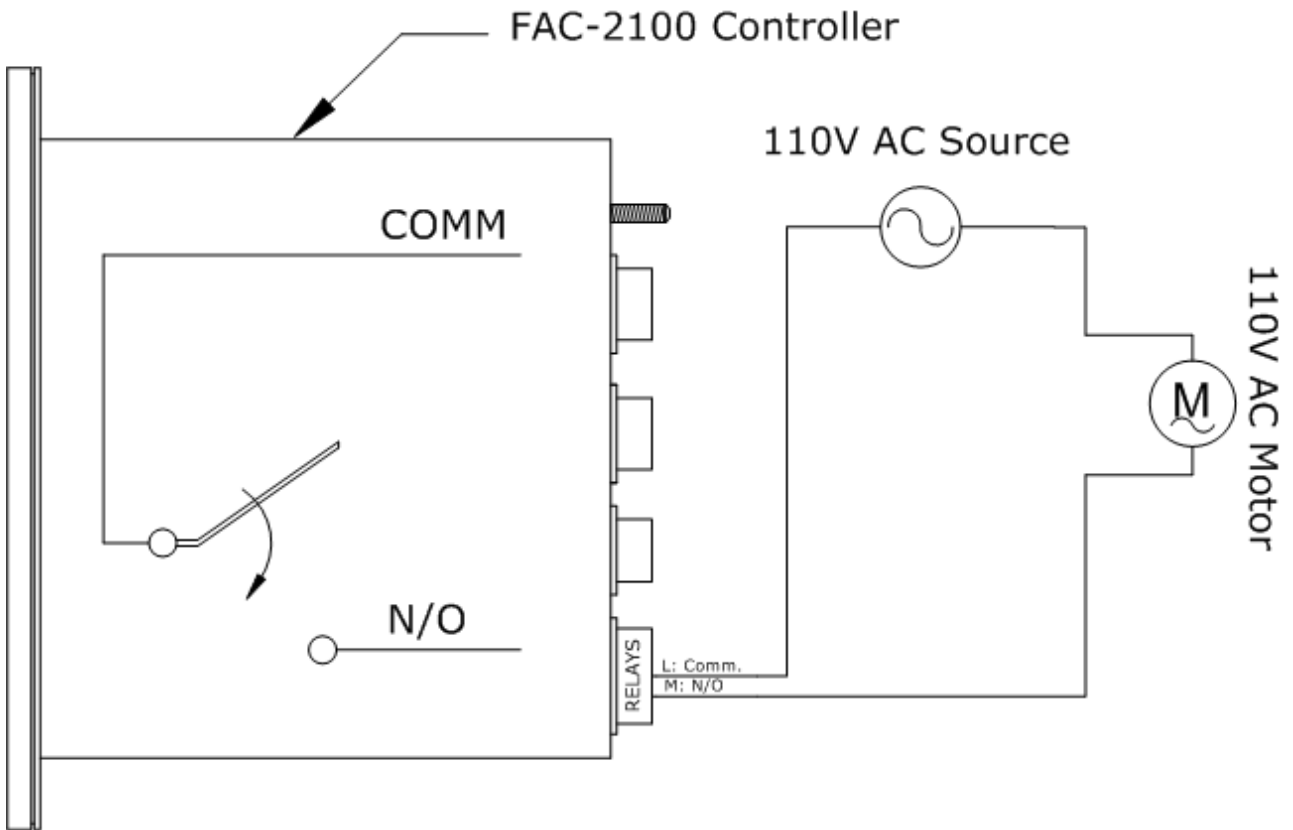 FAC-2100 Controller
110V AC Source
COMM
110V AC Motor
M
N/O
RELAYS
L: Comm.
M: N/O